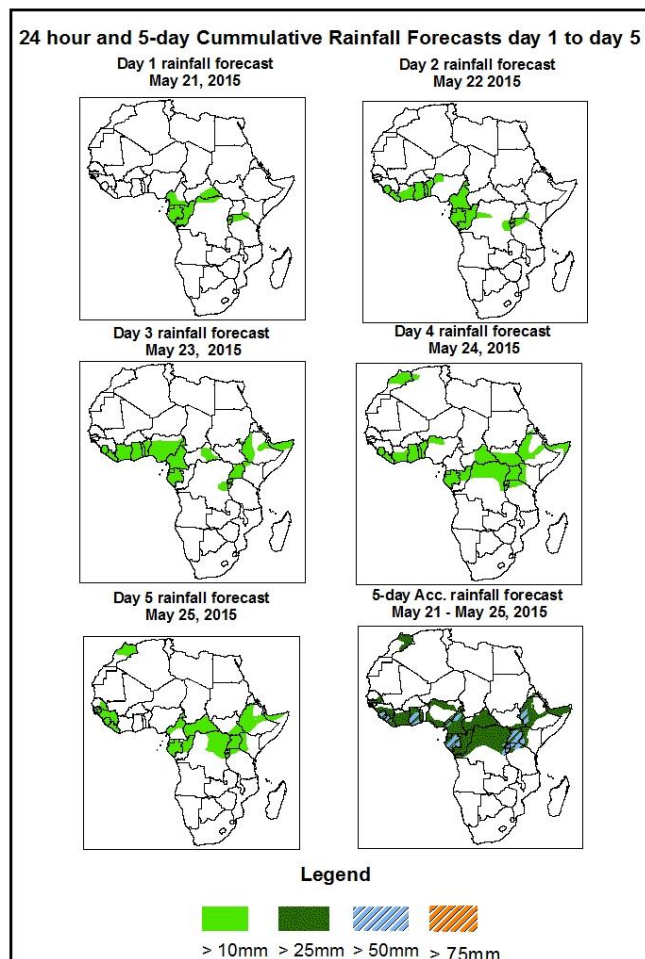 24 hour and 5-day Cummulative Rainfall Forecasts day 1 to day 5
Day 1 rainfall forecast
May 21, 2015
Day 2 rainfall forecast
May 22 2015
Day 3 rainfall forecast
May 23, 2015
Day 4 rainfall forecast
May 24, 2015
Day 5 rainfall forecast
May 25, 2015
5-day Acc. rainfall forecast
May 21 - May 25, 2015
Legend
> 10mm > 25mm > 50mm > 75mm